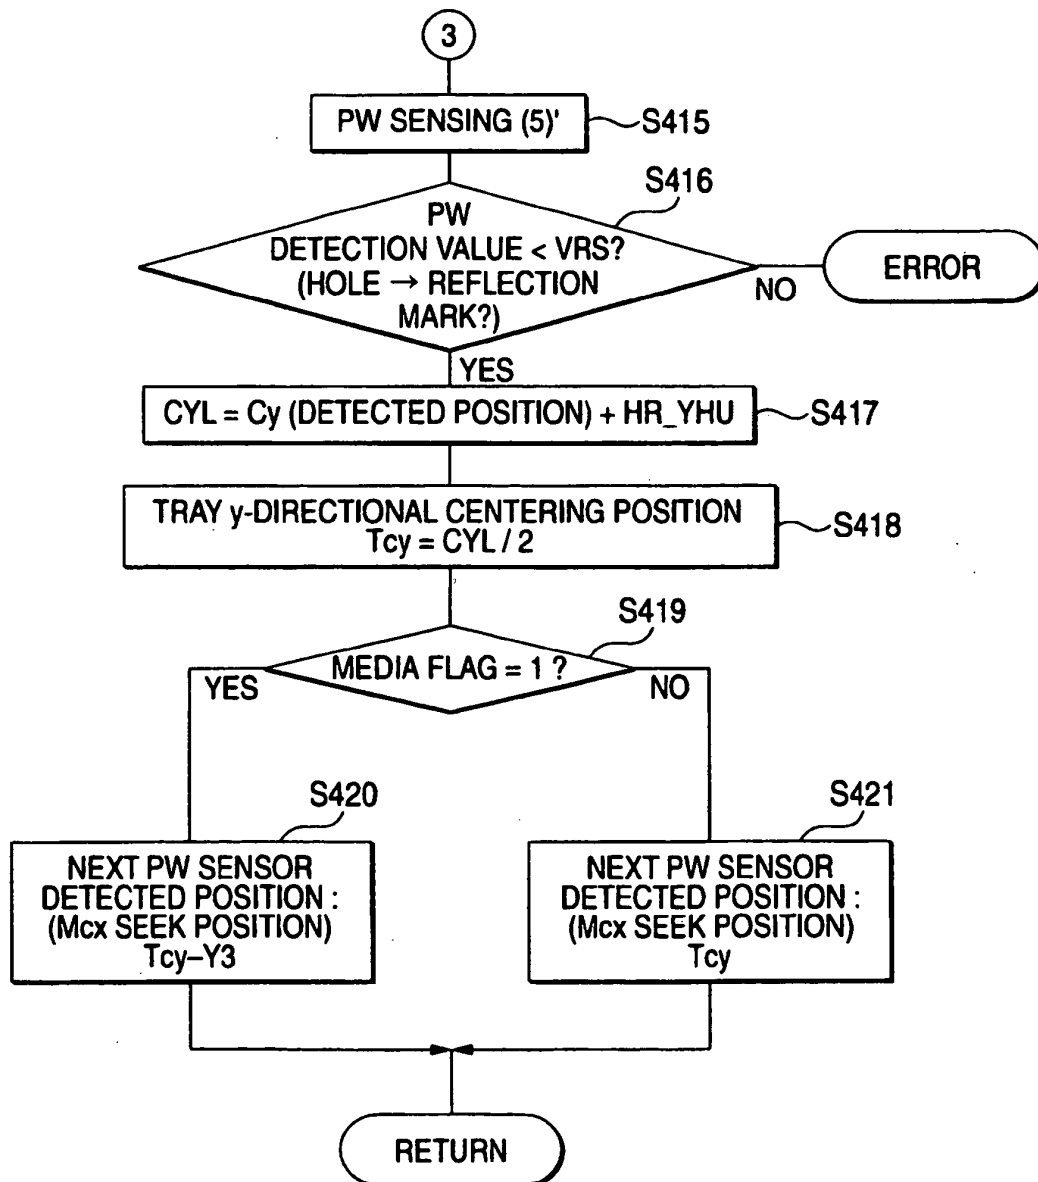 3
PW SENSING (5)'
S415
S416
PW
DETECTION VALUE < VRS?
(HOLE → REFLECTION
MARK?)
NO
ERROR
YES
CYL = Cy (DETECTED POSITION) + HR_YHU
S417
TRAY y-DIRECTIONAL CENTERING POSITION
Tcy = CYL / 2
S418
S419
MEDIA FLAG = 1 ?
YES
NO
S420
NEXT PW SENSOR
DETECTED POSITION :
(Mcx SEEK POSITION)
Tcy–Y3
S421
NEXT PW SENSOR
DETECTED POSITION :
(Mcx SEEK POSITION)
Tcy
RETURN